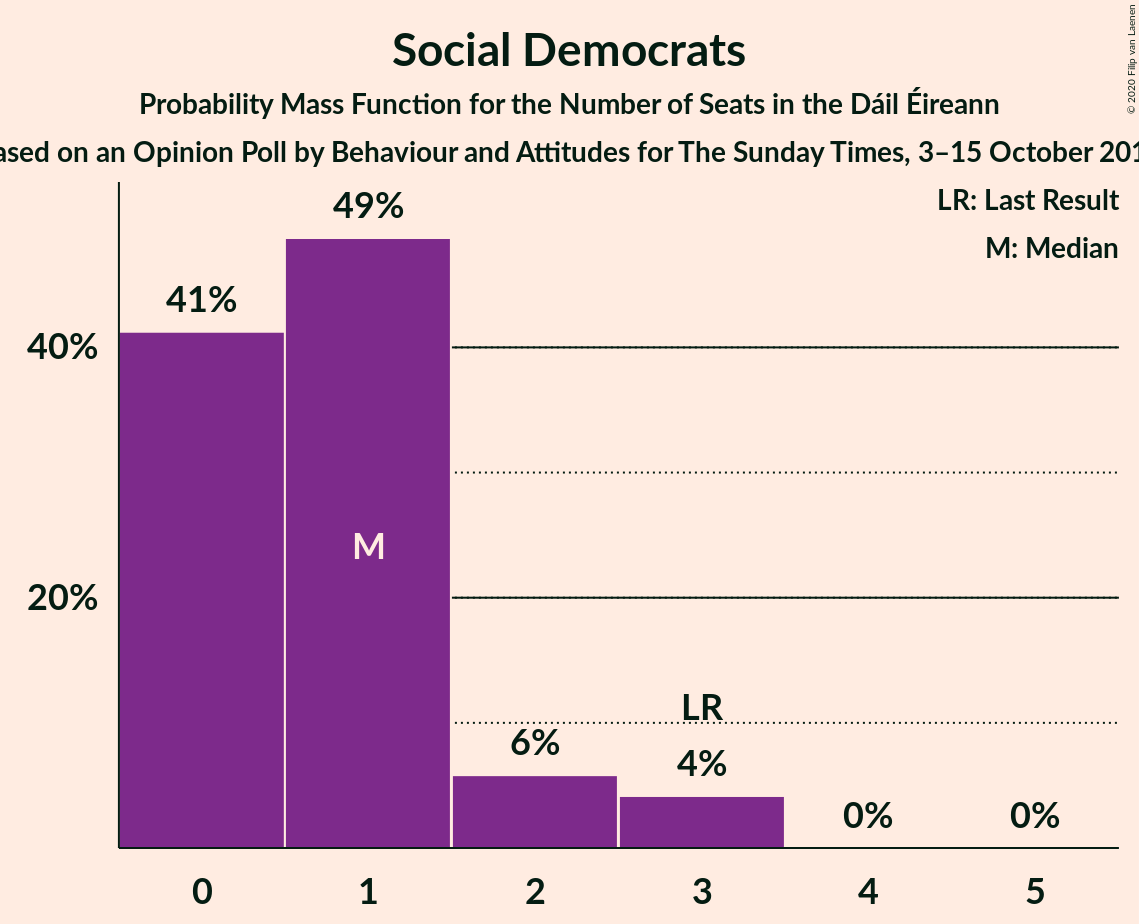 Social Democrats
Probability Mass Function for the Number of Seats in the Dáil Éireann
ased on an Opinion Poll by Behaviour and Attitudes for The Sunday Times, 3–15 October 201
© 2020 Filip van Laenen
LR: Last Result
M: Median
49%
41%
40%
M
20%
LR
6%
4%
0%
0%
0
1
2
3
4
5